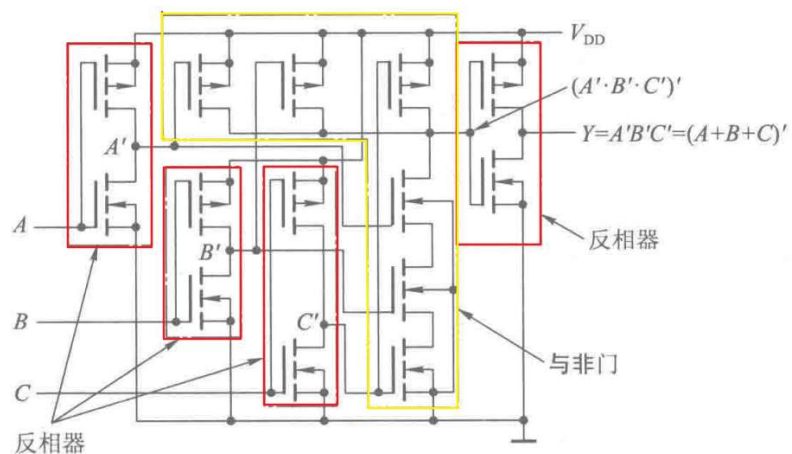 V_DD
(A′·B′·C′)′
A′
Y=A′B′C′=(A+B+C)′
A
反相器
B′
B
C′
与非门
C
反相器